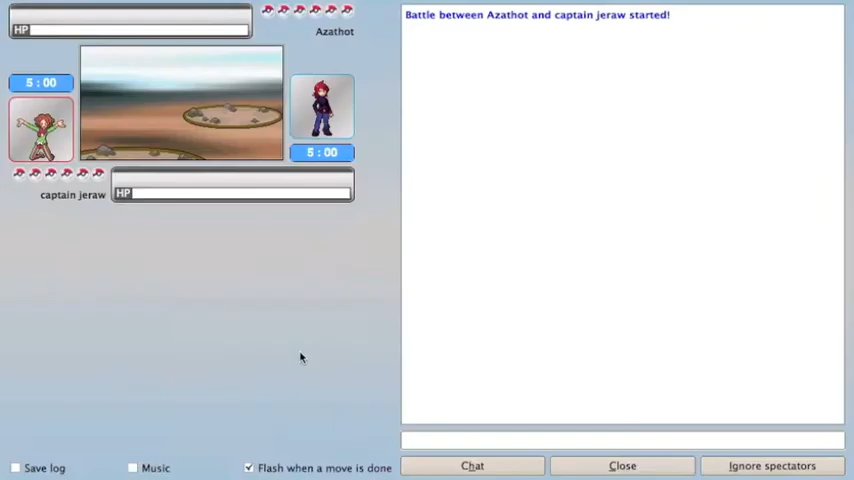 HP
Azathot
5 : 00
5 : 00
captain jeraw
HP
Battle between Azathot and captain jeraw started!
Save log
Music
Flash when a move is done
Chat
Close
Ignore spectators